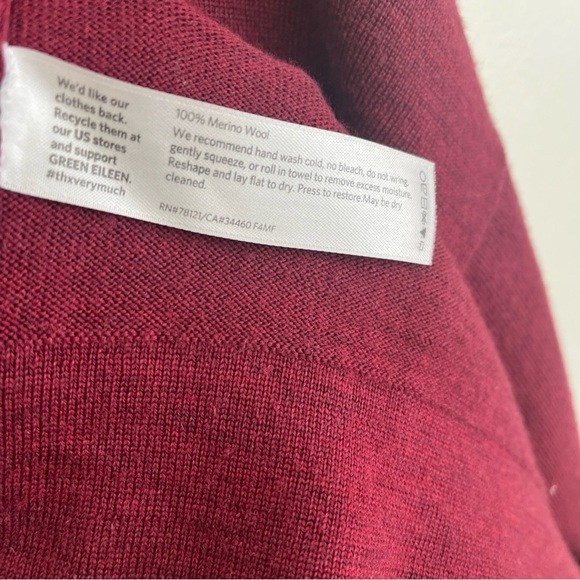 We'd like our
clothes back.
Recycle them at
our US stores
and support
GREEN EILEEN.
#thxverymuch
100% Merino Wool
We recommend hand wash cold, no bleach, do not wring,
gently squeeze, or roll in towel to remove excess moisture.
Reshape and lay flat to dry. Press to restore.May be dry
cleaned.
RN#78121/CA#34460 F4MF